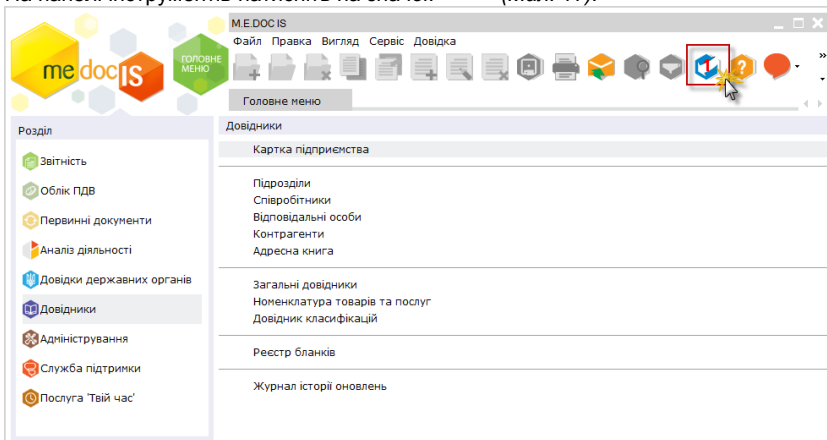 M.E.DOC IS
Файл Правка Вигляд Сервіс Довідка
me doc IS
ГОЛОВНЕ МЕНЮ
Головне меню
Розділ
Звітність
Облік ПДВ
Первинні документи
Аналіз діяльності
Довідки державних органів
Довідники
Адміністрування
Служба підтримки
Послуга 'Твій час'
Довідники
Картка підприємства
Підрозділи
Співробітники
Відповідальні особи
Контрагенти
Адресна книга
Загальні довідники
Номенклатура товарів та послуг
Довідник класифікацій
Реєстр бланків
Журнал історії оновлень